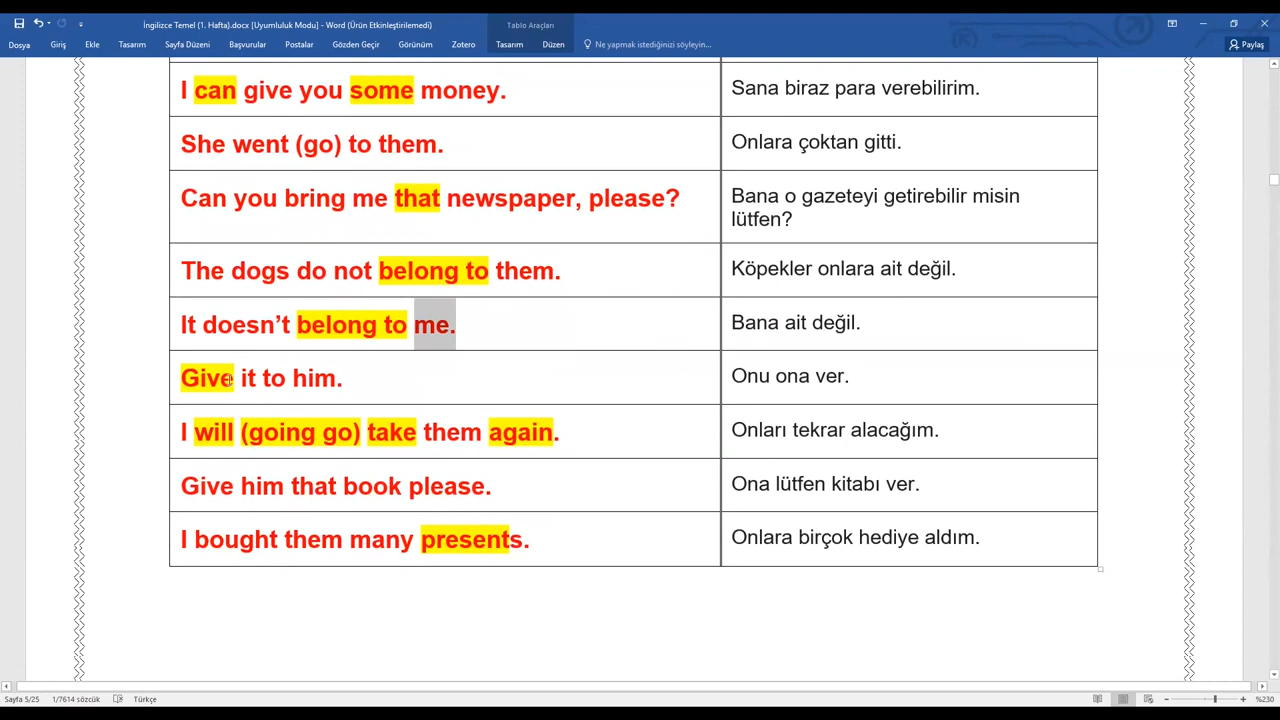 İngilizce Temel (1. Hafta).docx [Uyumluluk Modu] - Word (Ürün Etkinleştirilemedi)
Tablo Araçları
Dosya Giriş Ekle Tasarım Sayfa Düzeni Başvurular Postalar Gözden Geçir Görünüm Zotero Tasarım Düzen Ne yapmak istediğinizi söyleyin... Paylaş
I can give you some money. Sana biraz para verebilirim.
She went (go) to them. Onlara çoktan gitti.
Can you bring me that newspaper, please? Bana o gazeteyi getirebilir misin
lütfen?
The dogs do not belong to them. Köpekler onlara ait değil.
It doesn’t belong to me. Bana ait değil.
Give it to him. Onu ona ver.
I will (going go) take them again. Onları tekrar alacağım.
Give him that book please. Ona lütfen kitabı ver.
I bought them many presents. Onlara birçok hediye aldım.
Sayfa 5/25 1/7614 sözcük Türkçe %230